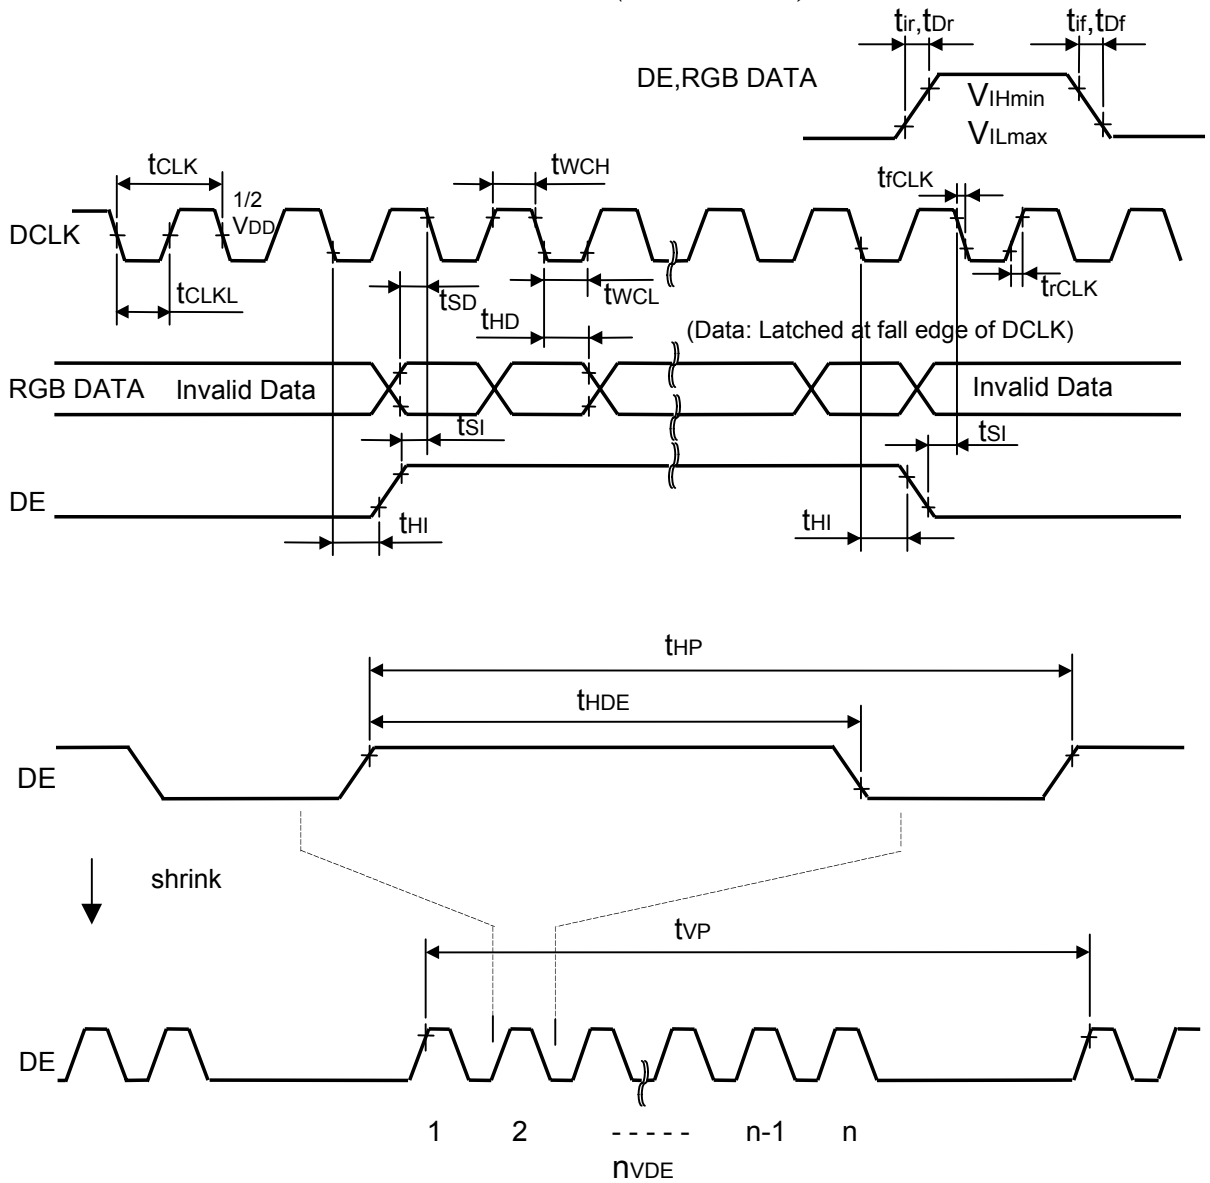 tir,tDr tif,tDf
DE,RGB DATA
VIHmin
VILmax
tCLK tWCH tfCLK
1/2
VDD
DCLK
tCLKL tSD tWCL trCLK
tHD
(Data: Latched at fall edge of DCLK)
RGB DATA Invalid Data Invalid Data
tSI tSI
DE
tHI tHI
tHP
tHDE
DE
shrink
tVP
DE
1 2 - - - - - n-1 n
nVDE